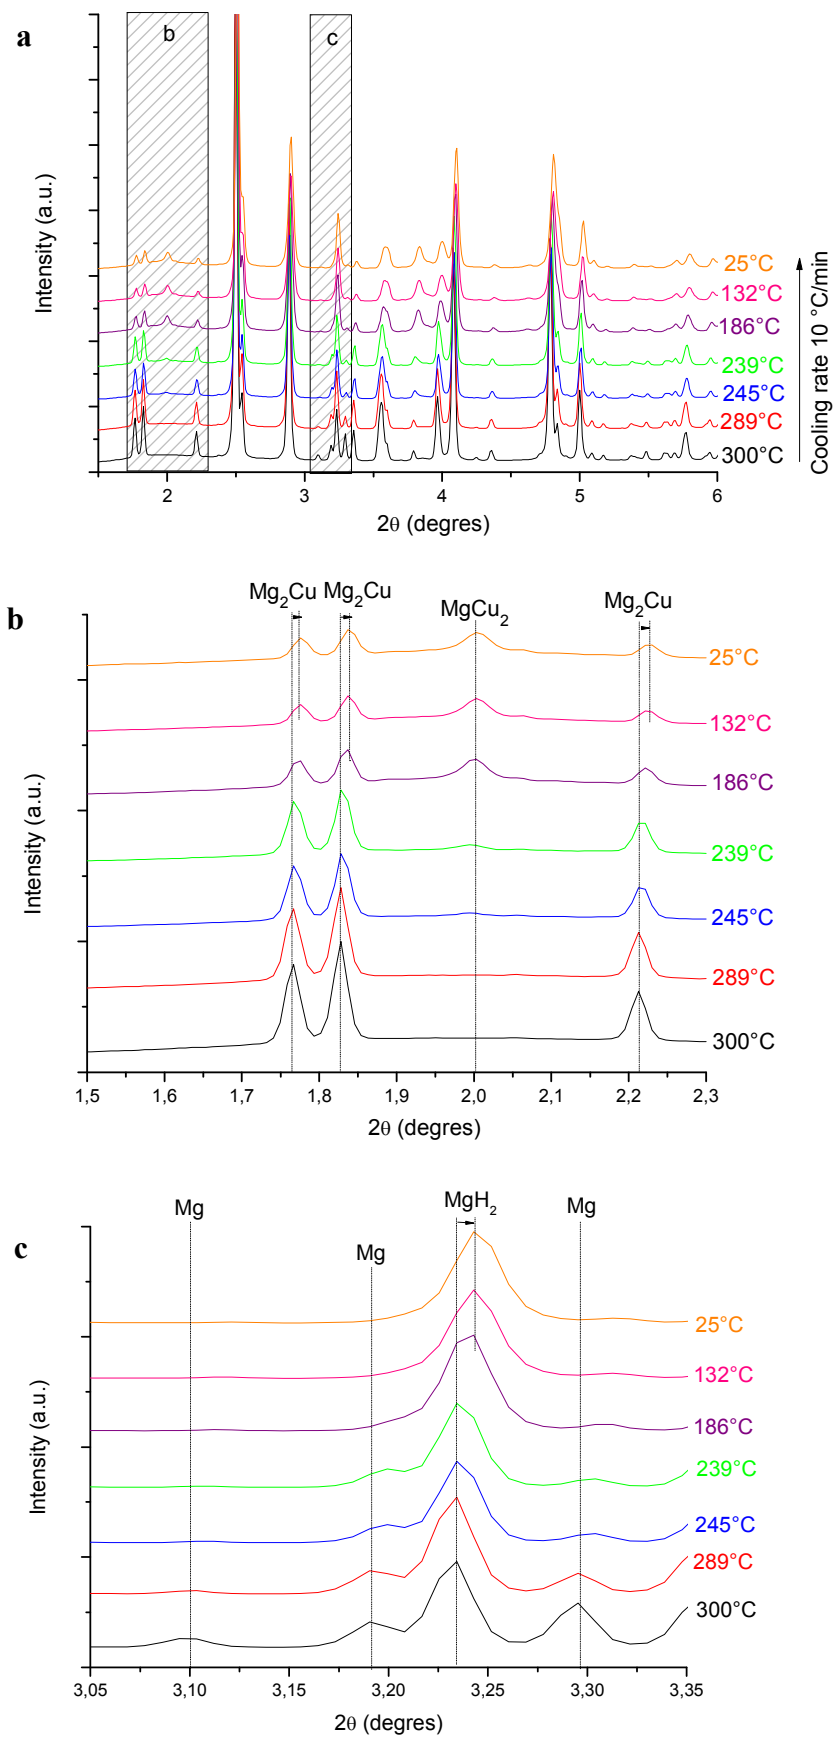 a
b
c
Intensity (a.u.)
25°C
132°C
186°C
239°C
245°C
289°C
300°C
Cooling rate 10 °C/min
2 3 4 5 6
2θ (degres)
b
Mg₂Cu Mg₂Cu MgCu₂ Mg₂Cu
Intensity (a.u.)
25°C
132°C
186°C
239°C
245°C
289°C
300°C
1,5 1,6 1,7 1,8 1,9 2,0 2,1 2,2 2,3
2θ (degres)
c
Mg Mg MgH₂ Mg
Intensity (a.u.)
25°C
132°C
186°C
239°C
245°C
289°C
300°C
3,05 3,10 3,15 3,20 3,25 3,30 3,35
2θ (degres)